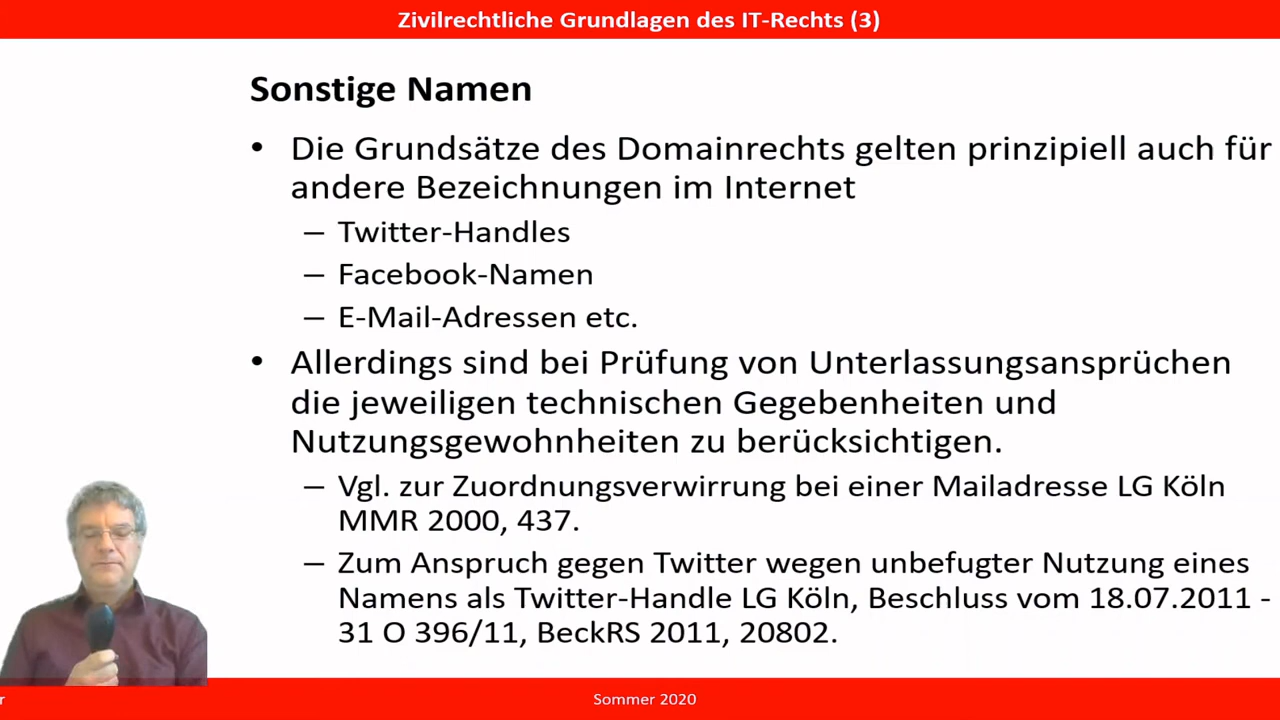 Zivilrechtliche Grundlagen des IT-Rechts (3)
Sonstige Namen
• Die Grundsätze des Domainrechts gelten prinzipiell auch für
andere Bezeichnungen im Internet
– Twitter-Handles
– Facebook-Namen
– E-Mail-Adressen etc.
• Allerdings sind bei Prüfung von Unterlassungsansprüchen
die jeweiligen technischen Gegebenheiten und
Nutzungsgewohnheiten zu berücksichtigen.
– Vgl. zur Zuordnungsverwirrung bei einer Mailadresse LG Köln
MMR 2000, 437.
– Zum Anspruch gegen Twitter wegen unbefugter Nutzung eines
Namens als Twitter-Handle LG Köln, Beschluss vom 18.07.2011 -
31 O 396/11, BeckRS 2011, 20802.
Sommer 2020